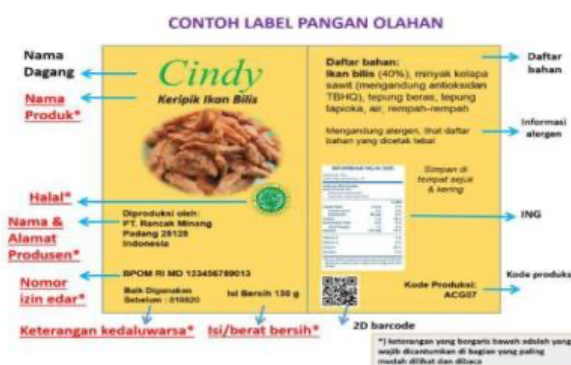 CONTOH LABEL PANGAN OLAHAN
Nama
Dagang
Nama
Produk*
Halal*
Nama &
Alamat
Produsen*
Nomor
izin edar*
Keterangan kedaluwarsa*
Isi/berat bersih*
Cindy
Keripik Ikan Bilis
Diproduksi oleh:
PT. Rancak Minang
Padang 25128
Indonesia
BPOM RI MD 123456789013
Baik Digunakan
Sebelum : 010820
Isi Bersih 130 g
Daftar bahan:
Ikan bilis (40%), minyak kelapa
sawit (mengandung antioksidan
TBHQ), tepung beras, tepung
tapioka, air, rempah-rempah
Mengandung alergen, lihat daftar
bahan yang dicetak tebal
Simpan di
tempat sejuk
& kering
Kode Produksi:
ACG07
2D barcode
Daftar
bahan
Informasi
alergen
ING
Kode produksi
*) keterangan yang bergaris bawah adalah yang
wajib dicantumkan di bagian yang paling
mudah dilihat dan dibaca